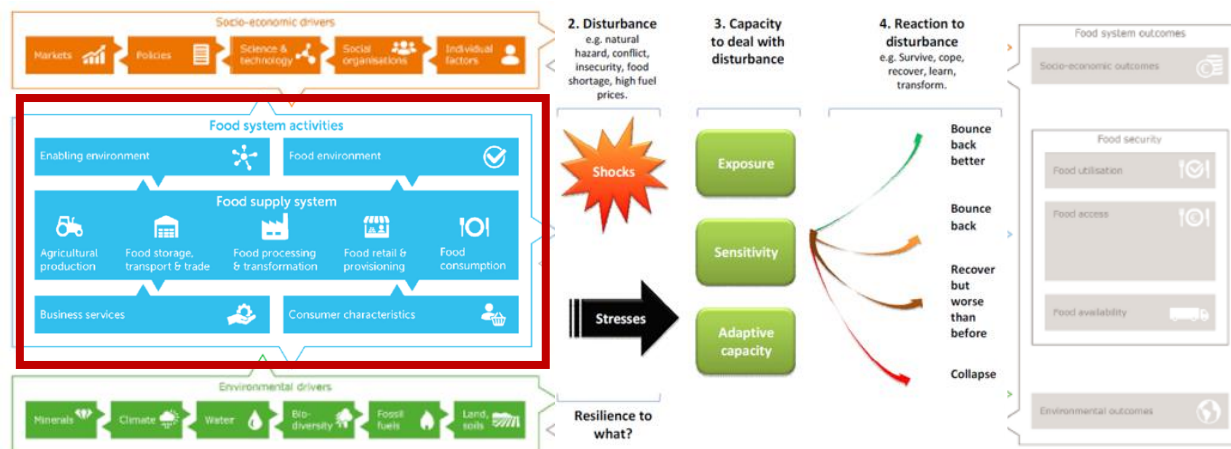 Socio-economic drivers
Markets
Policies
Science &
technology
Social
organisations
Individual
factors
Food system activities
Enabling environment
Food environment
Food supply system
Agricultural
production
Food storage,
transport & trade
Food processing
& transformation
Food retail &
provisioning
Food
consumption
Business services
Consumer characteristics
Environmental drivers
Minerals
Climate
Water
Bio-
diversity
Fossil
fuels
Land,
soils
2. Disturbance
e.g. natural
hazard, conflict,
insecurity, food
shortage, high fuel
prices.
Shocks
Stresses
Resilience to
what?
3. Capacity
to deal with
disturbance
Exposure
Sensitivity
Adaptive
capacity
4. Reaction to
disturbance
e.g. Survive, cope,
recover, learn,
transform.
Bounce
back
better
Bounce
back
Recover
but
worse
than
before
Collapse
Food system outcomes
Socio-economic outcomes
Food security
Food utilisation
Food access
Food availability
Environmental outcomes